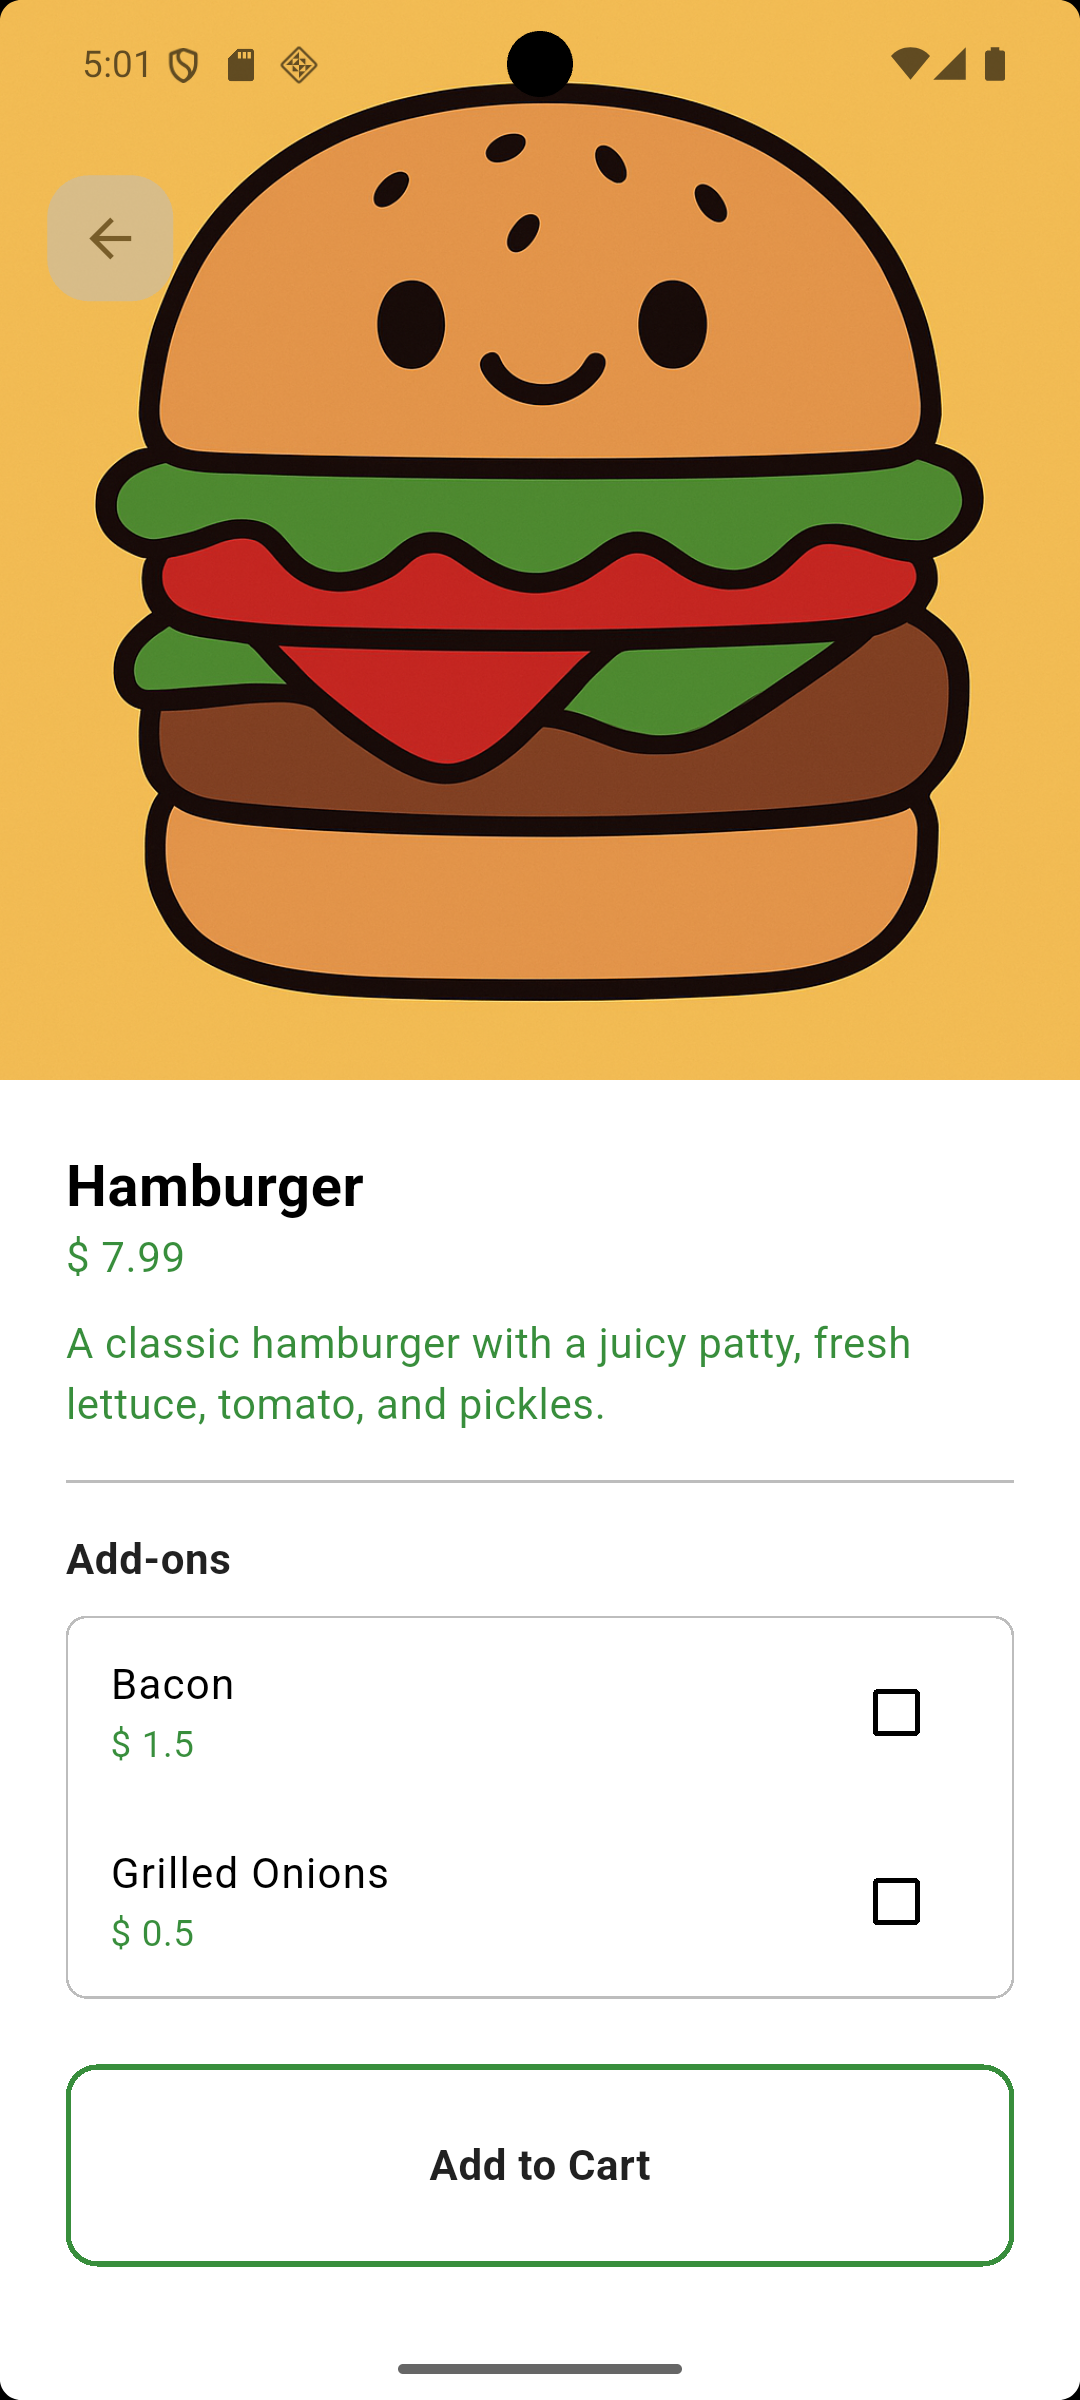 5:01
Hamburger
$ 7.99
A classic hamburger with a juicy patty, fresh
lettuce, tomato, and pickles.
Add-ons
Bacon
$ 1.5
Grilled Onions
$ 0.5
Add to Cart